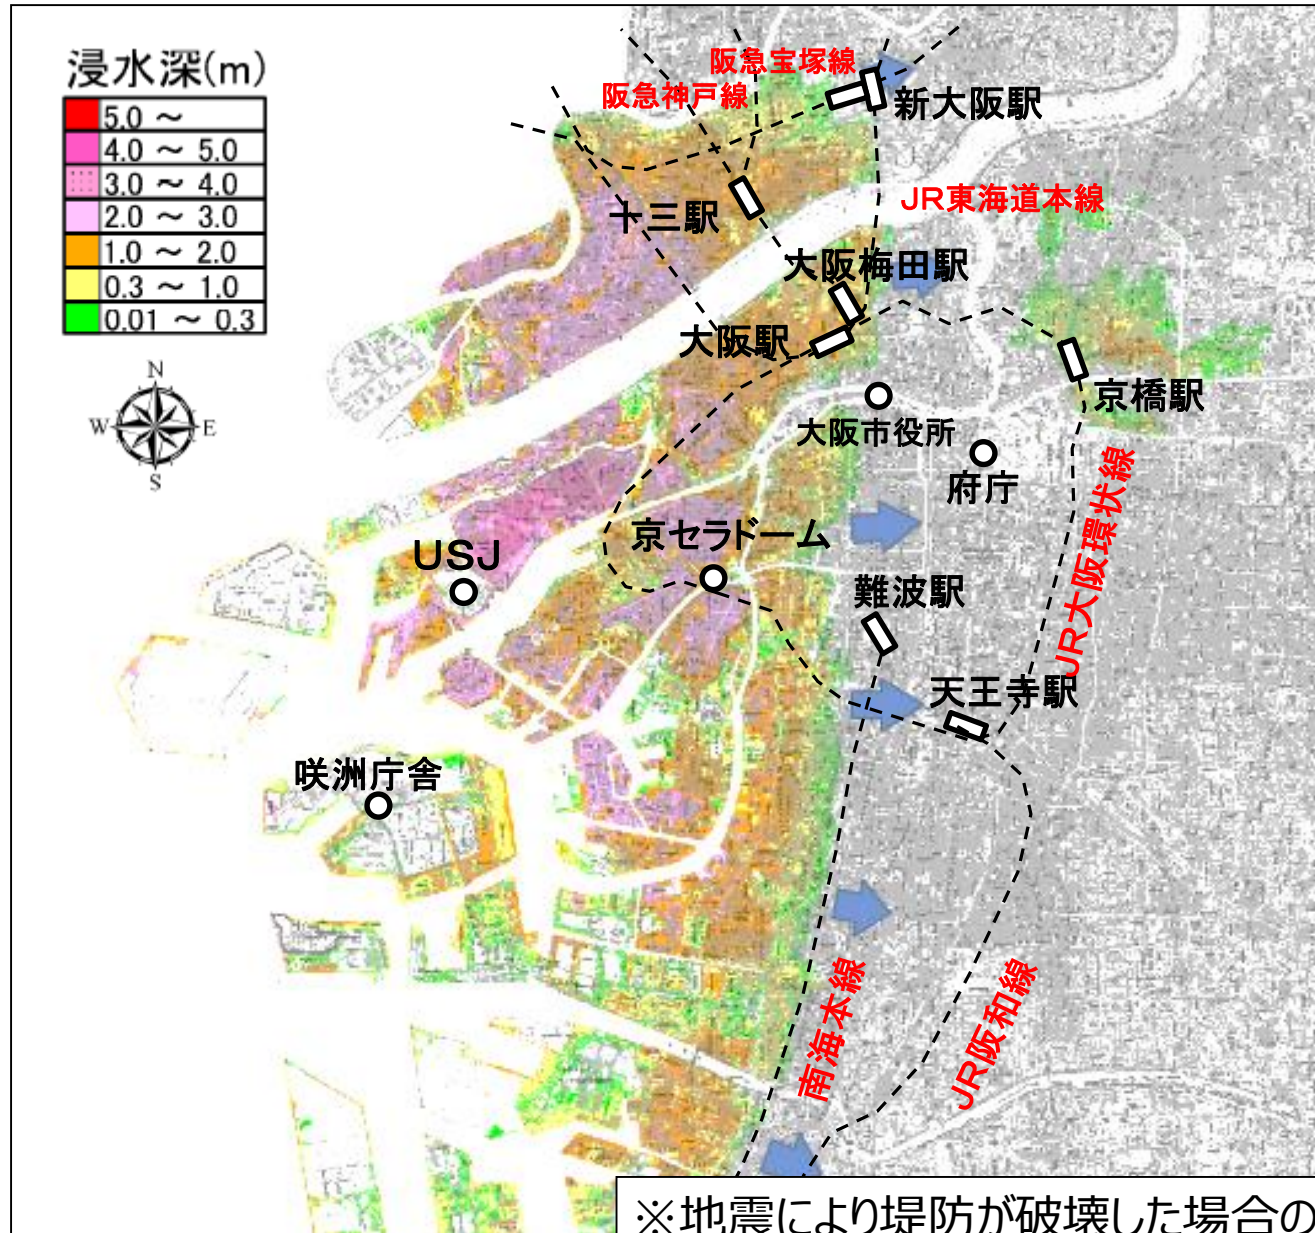 浸水深(m)
5.0 ～
4.0 ～ 5.0
3.0 ～ 4.0
2.0 ～ 3.0
1.0 ～ 2.0
0.3 ～ 1.0
0.01 ～ 0.3
N
W E
S
阪急宝塚線
阪急神戸線
新大阪駅
十三駅
JR東海道本線
大阪梅田駅
大阪駅
京橋駅
大阪市役所
府庁
京セラドーム
USJ
難波駅
JR大阪環状線
天王寺駅
咲洲庁舎
南海本線
JR阪和線
※地震により堤防が破壊した場合の